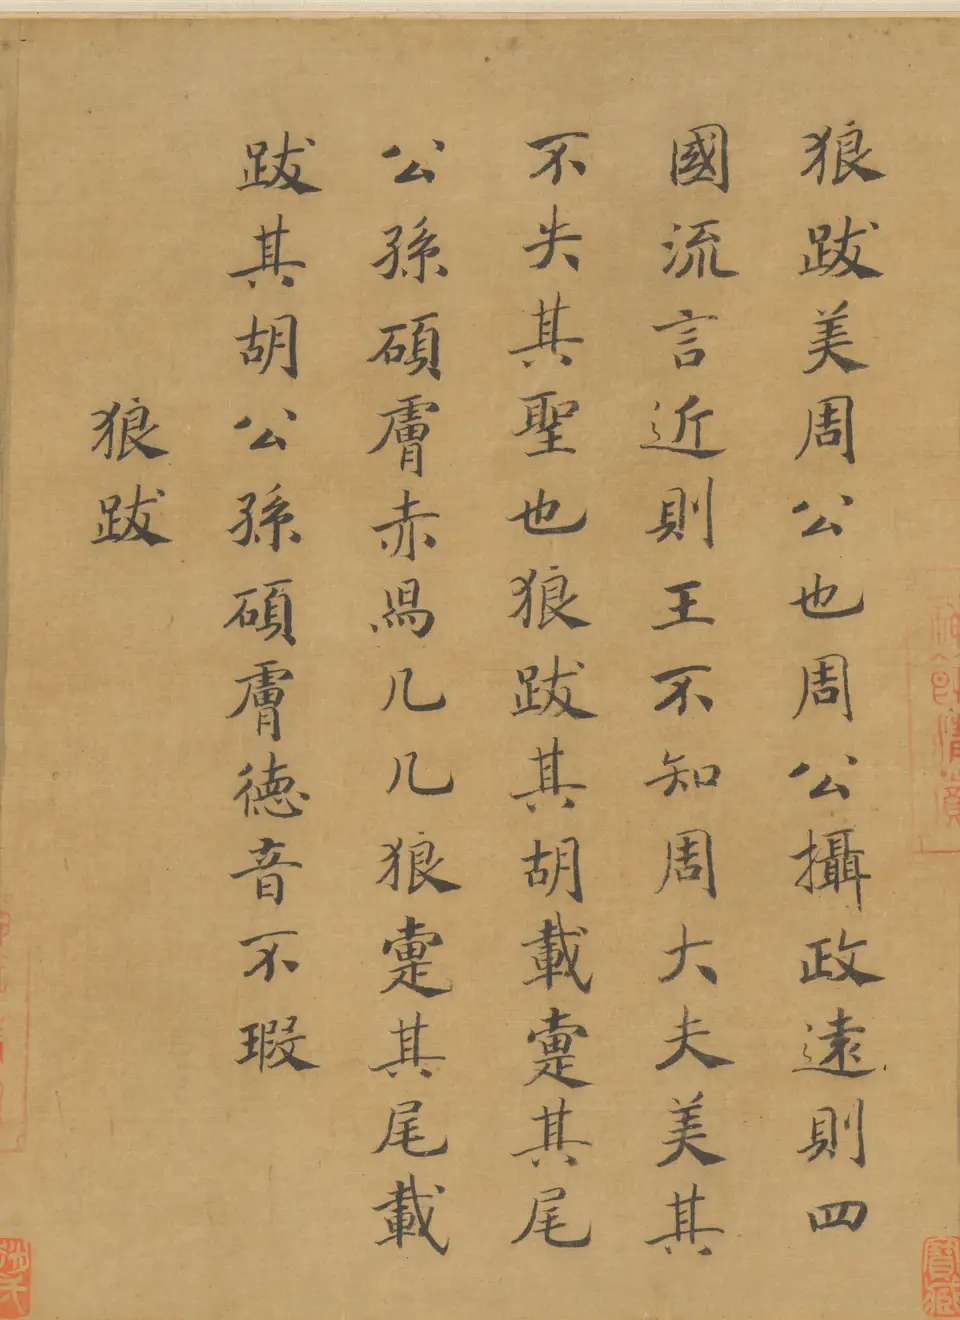 狼跋美周公也周公攝政遠則四
國流言近則王不知周大夫美其
不失其聖也狼跋其胡載疐其尾
公孫碩膚赤舄几几狼疐其尾載
跋其胡公孫碩膚德音不瑕
狼跋